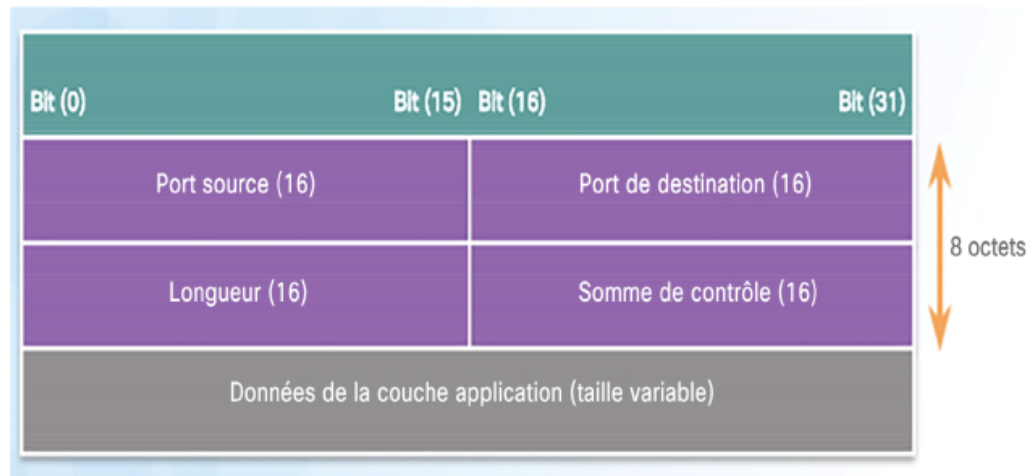 Bit (0) Bit (15) Bit (16) Bit (31)
Port source (16) Port de destination (16)
8 octets
Longueur (16) Somme de contrôle (16)
Données de la couche application (taille variable)